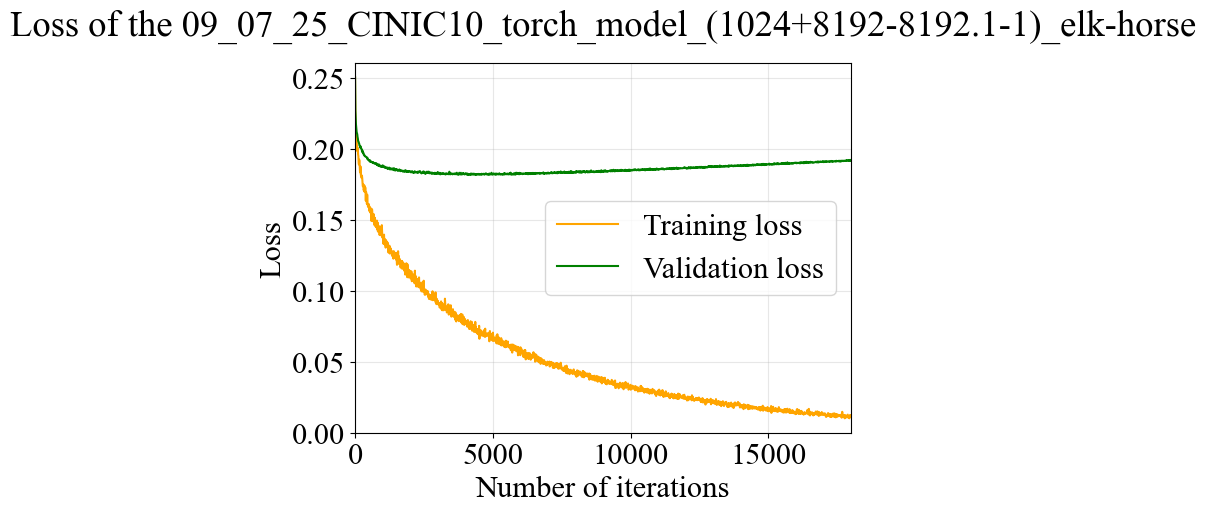 Loss of the 09_07_25_CINIC10_torch_model_(1024+8192-8192.1-1)_elk-horse
0.25
0.20
0.15
0.10
0.05
0.00
Loss
Training loss
Validation loss
0 5000 10000 15000
Number of iterations